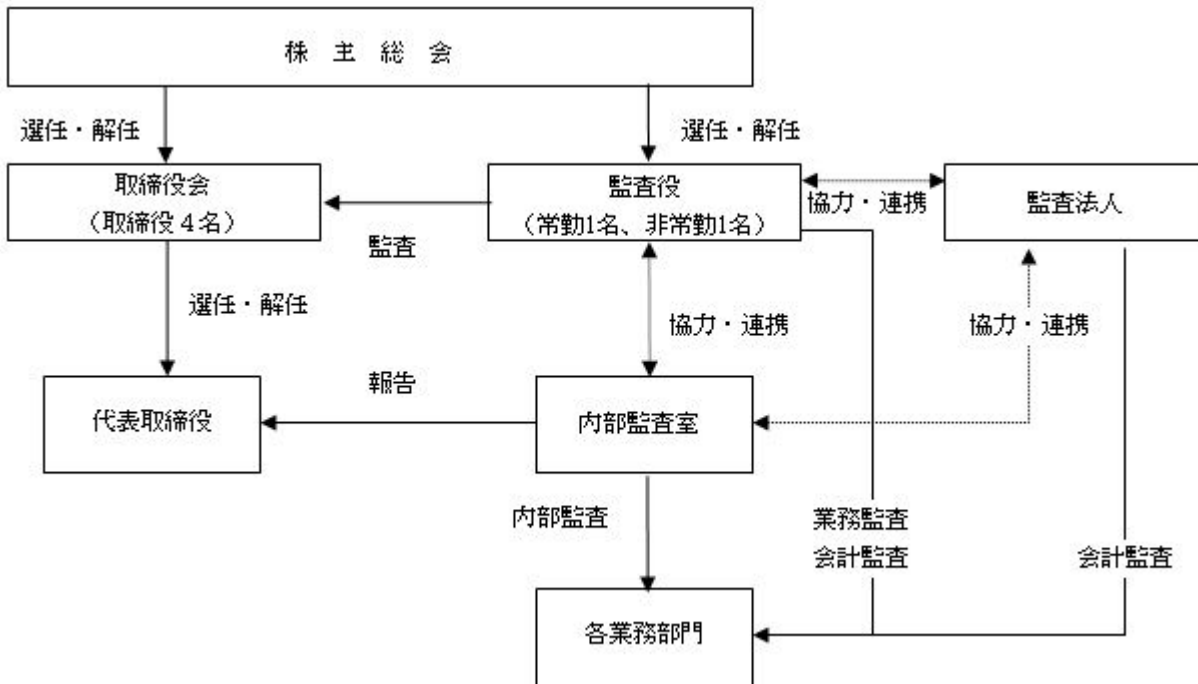 株 主 総 会
選任・解任
選任・解任
取締役会
（取締役４名）
監査役
（常勤1名、非常勤1名）
協力・連携
監査法人
監査
選任・解任
協力・連携
協力・連携
報告
代表取締役
内部監査室
内部監査
業務監査
会計監査
会計監査
各業務部門